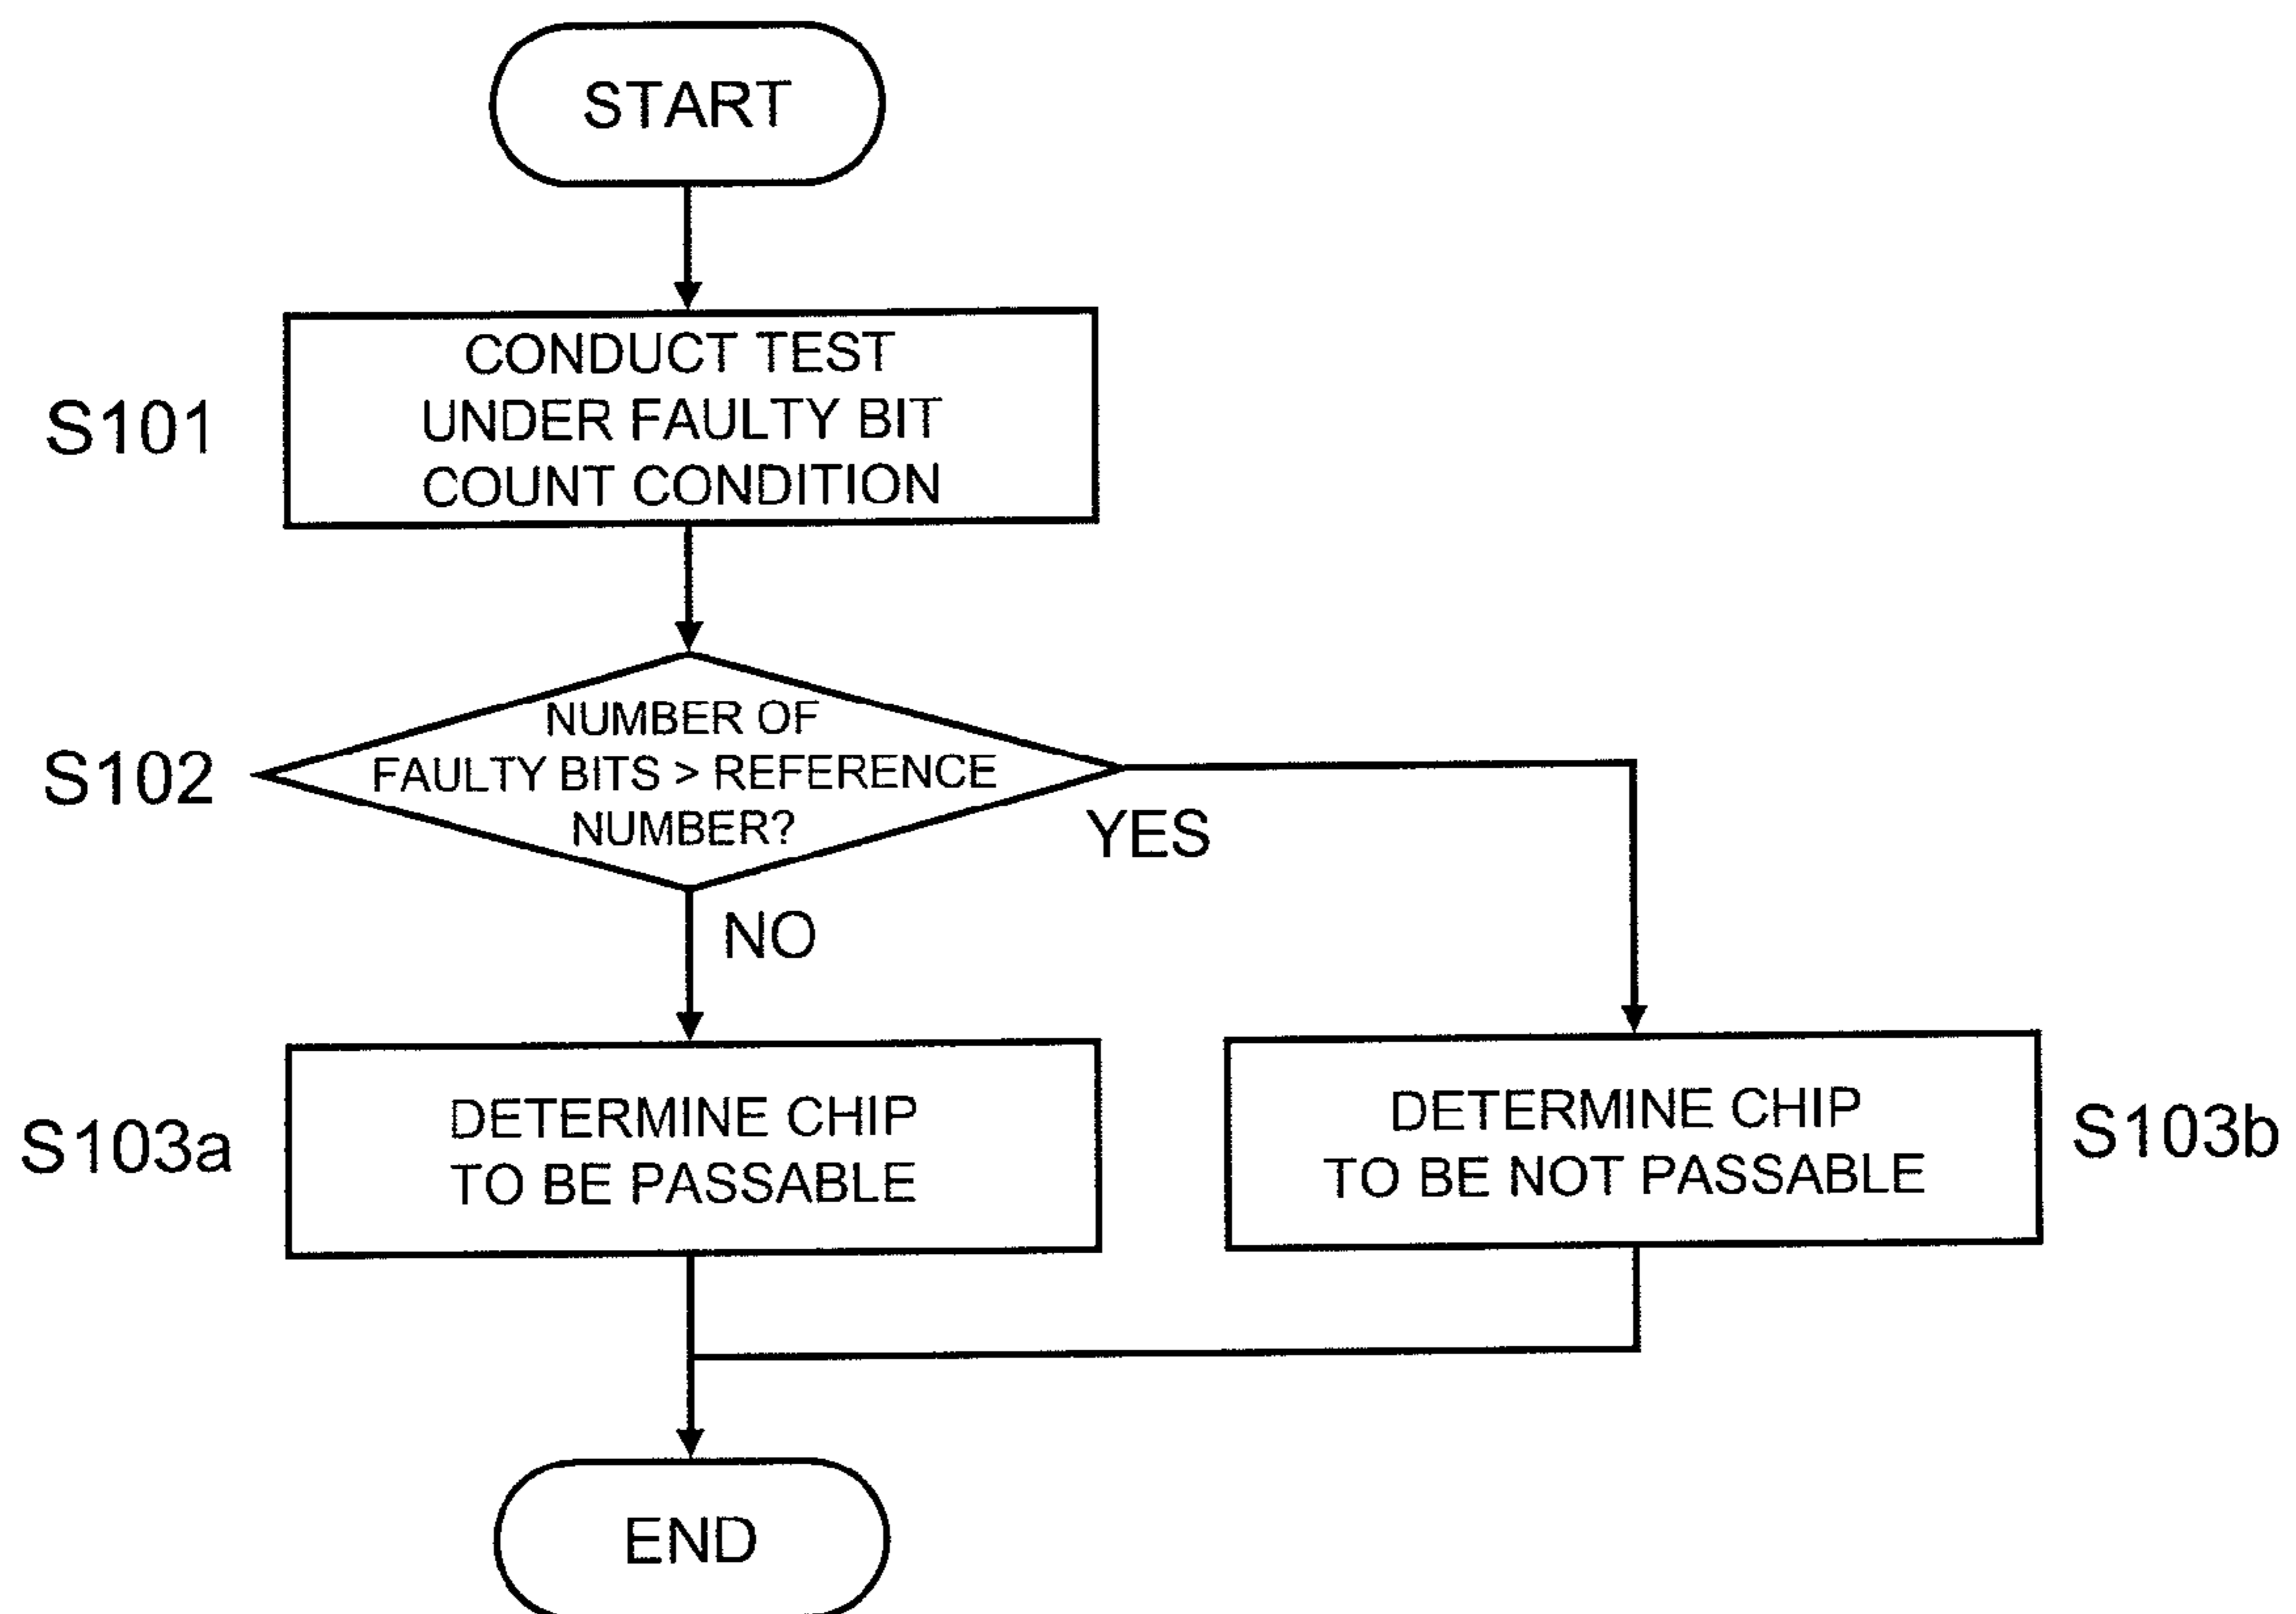 START
S101
CONDUCT TEST
UNDER FAULTY BIT
COUNT CONDITION
S102
NUMBER OF
FAULTY BITS > REFERENCE
NUMBER?
YES
NO
S103a
DETERMINE CHIP
TO BE PASSABLE
DETERMINE CHIP
TO BE NOT PASSABLE
S103b
END